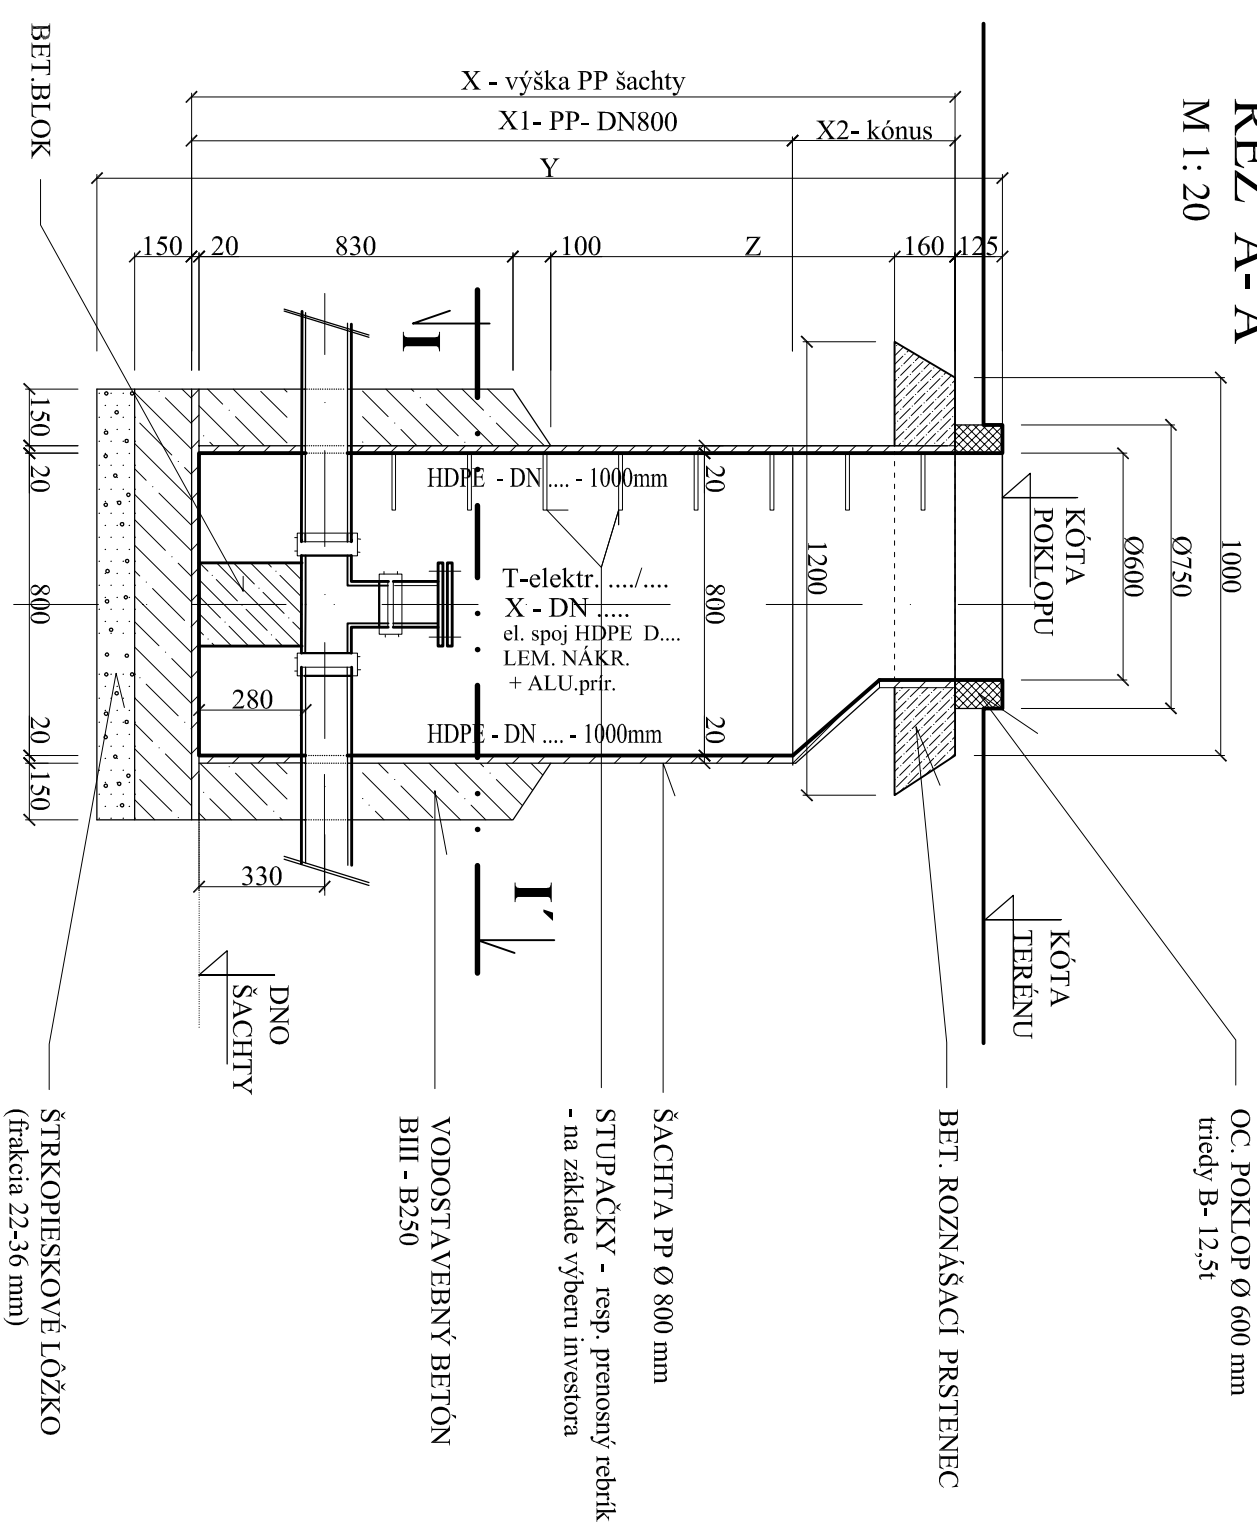 REZ A- A
M 1: 20
X - výška PP šachty
X1- PP- DN800
X2- kónus
Y
150
20
830
100
Z
160
125
BET.BLOK
I
I´
1000
Ø750
Ø600
1200
KÓTA
POKLOPU
KÓTA
TERÉNU
HDPE - DN .... - 1000mm
T-elektr. ..../....
X - DN .....
el. spoj HDPE D....
LEM. NÁKR.
+ ALU.prír.
HDPE - DN .... - 1000mm
20
800
20
150
20
800
20
150
280
330
DNO
ŠACHTY
OC. POKLOP Ø 600 mm
triedy B- 12,5t
BET. ROZNÁŠACÍ PRSTENEC
ŠACHTA PP Ø 800 mm
STUPAČKY - resp. prenosný rebrík
- na základe výberu investora
VODOSTAVEBNÝ BETÓN
BIII - B250
ŠTRKOPIESKOVÉ LÔŽKO
(frakcia 22-36 mm)